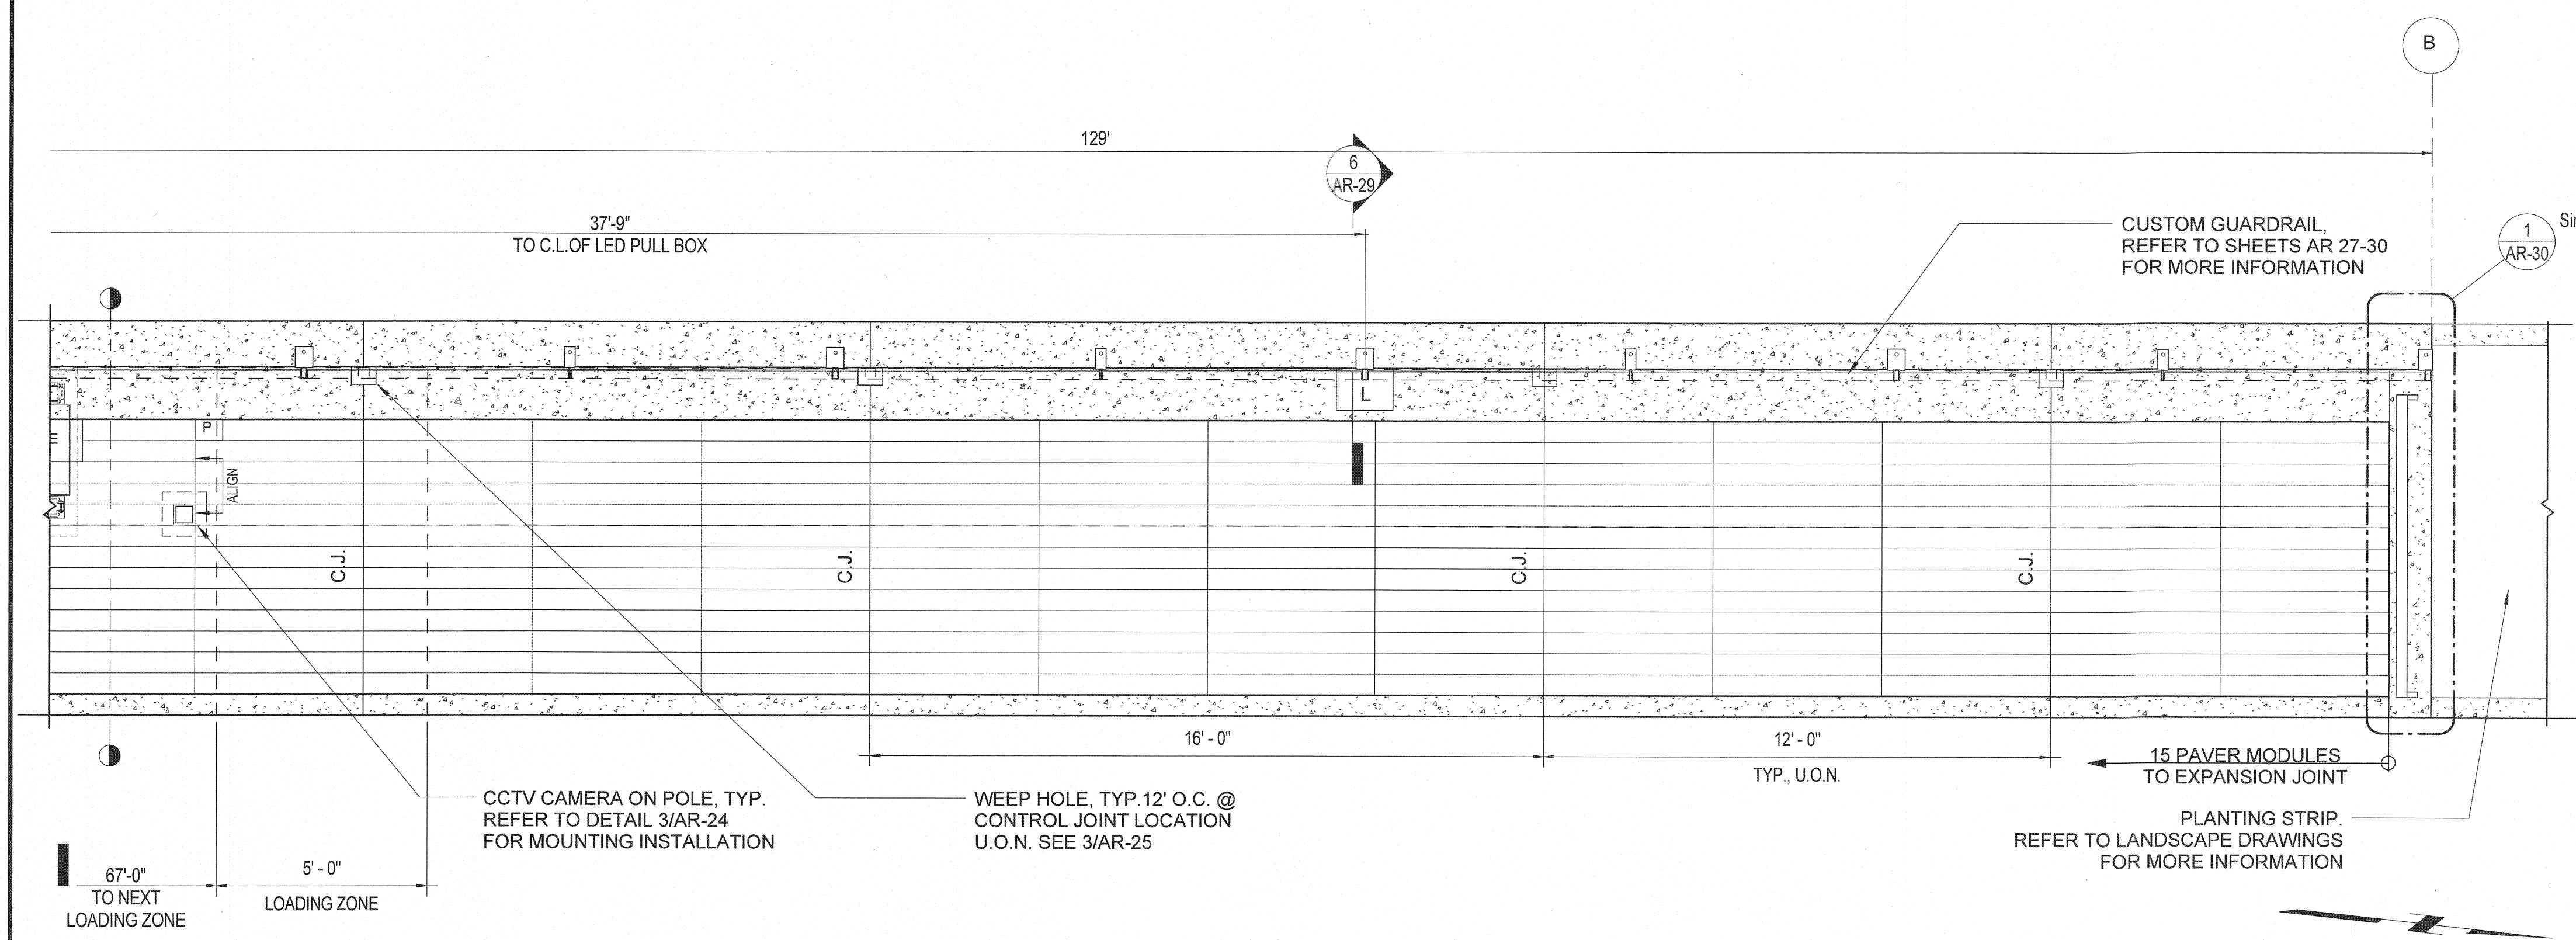 B
129'
6
AR-29
37'-9"
TO C.L.OF LED PULL BOX
CUSTOM GUARDRAIL,
REFER TO SHEETS AR 27-30
FOR MORE INFORMATION
1
AR-30
L
E
P
ALIGN
C.J.
C.J.
C.J.
C.J.
16' - 0"
12' - 0"
TYP., U.O.N.
15 PAVER MODULES
TO EXPANSION JOINT
CCTV CAMERA ON POLE, TYP.
REFER TO DETAIL 3/AR-24
FOR MOUNTING INSTALLATION
WEEP HOLE, TYP.12' O.C. @
CONTROL JOINT LOCATION
U.O.N. SEE 3/AR-25
PLANTING STRIP.
REFER TO LANDSCAPE DRAWINGS
FOR MORE INFORMATION
67'-0"
TO NEXT
LOADING ZONE
5' - 0"
LOADING ZONE